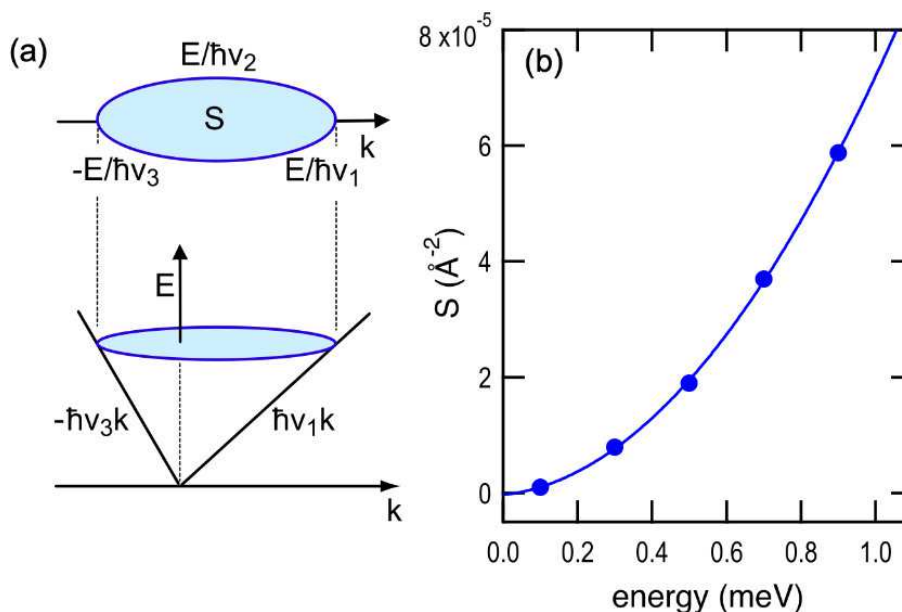 (a)
E/ħv₂
S
k
-E/ħv₃
E/ħv₁
E
-ħv₃k
ħv₁k
k
(b)
8 x10⁻⁵
6
4
2
0
S (Å⁻²)
0.0 0.2 0.4 0.6 0.8 1.0
energy (meV)